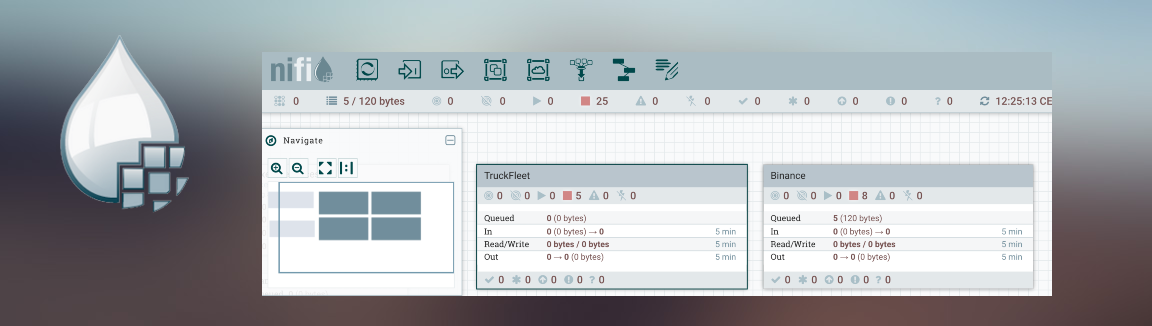 nifi
0 5 / 120 bytes 0 0 0 25 0 0 0 0 0 0 ? 0 12:25:13 CE
Navigate
TruckFleet
0 0 0 5 0 0
Queued 0 (0 bytes)
In 0 (0 bytes) → 0 5 min
Read/Write 0 bytes / 0 bytes 5 min
Out 0 → 0 (0 bytes) 5 min
0 0 0 0 ? 0
Binance
0 0 0 8 0 0
Queued 5 (120 bytes)
In 0 (0 bytes) → 0 5 min
Read/Write 0 bytes / 0 bytes 5 min
Out 0 → 0 (0 bytes) 5 min
0 0 0 0 ? 0